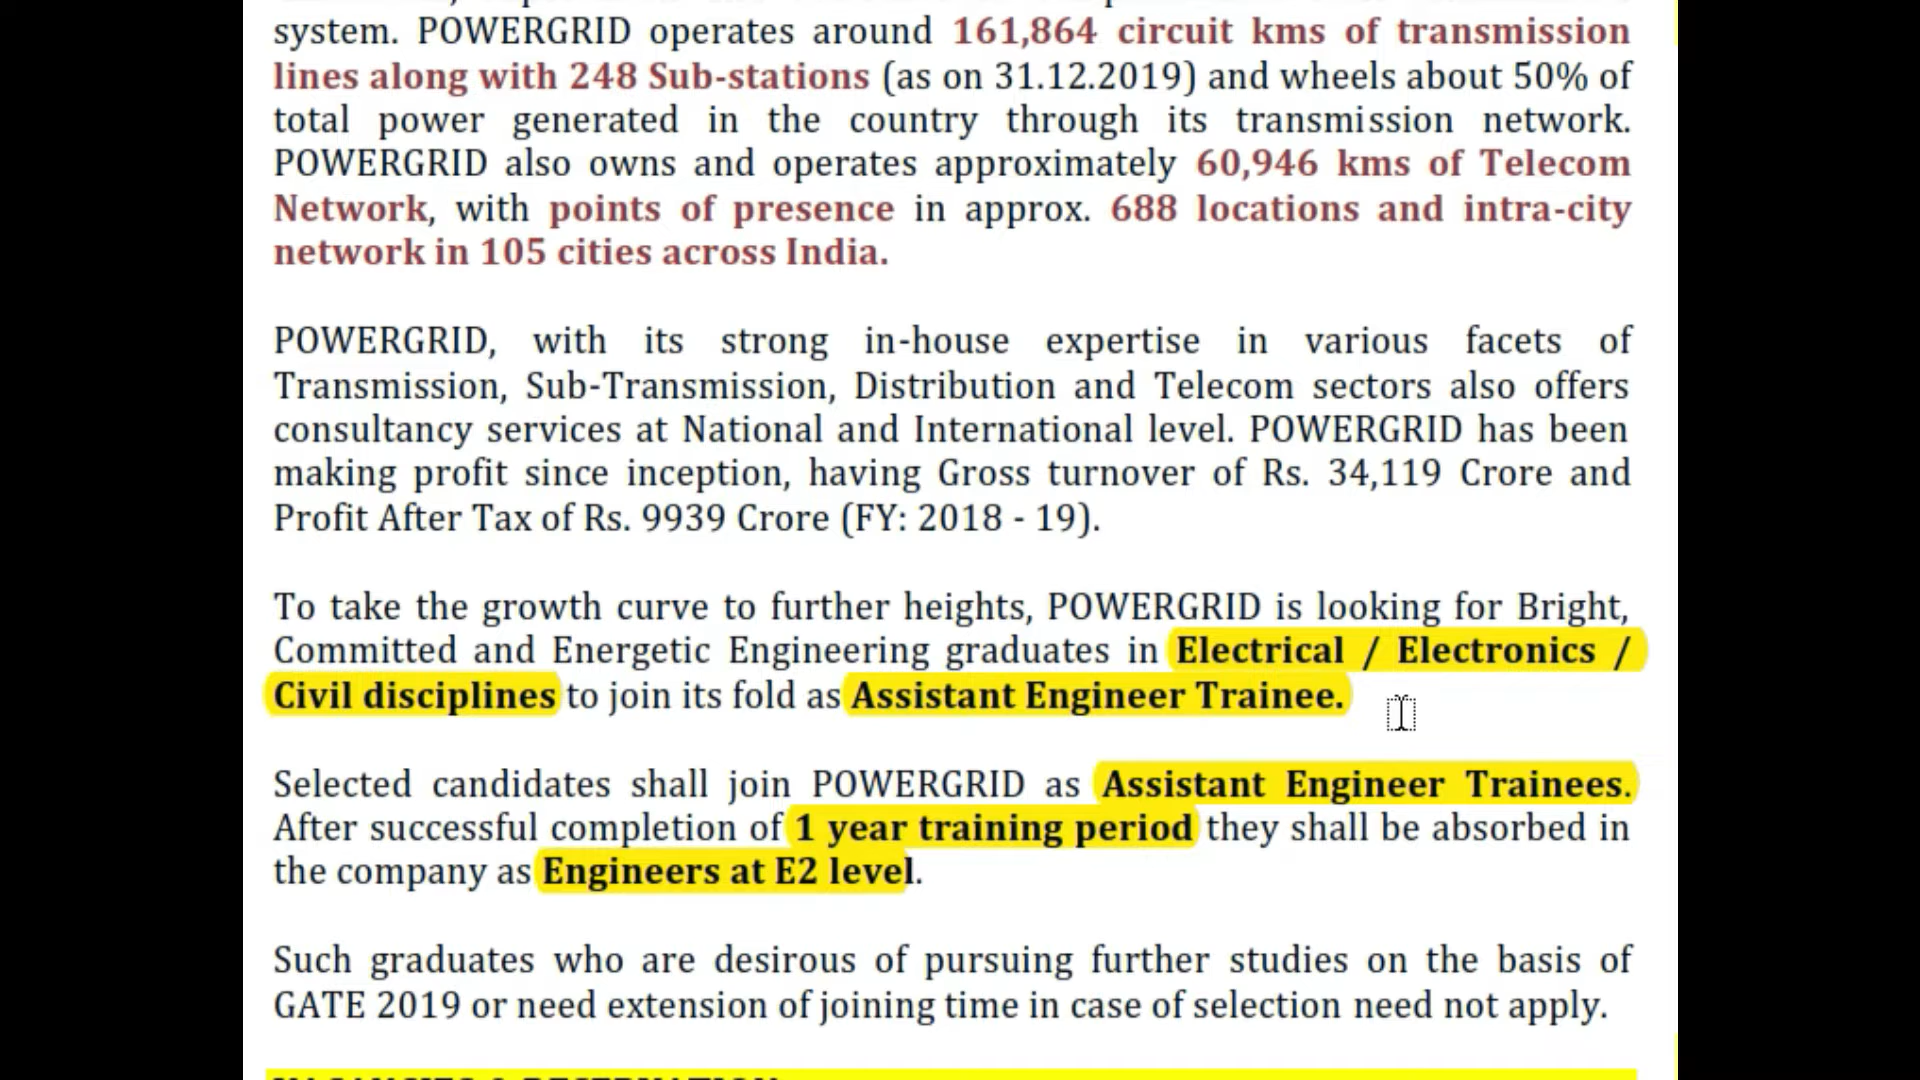 system. POWERGRID operates around 161,864 circuit kms of transmission
lines along with 248 Sub-stations (as on 31.12.2019) and wheels about 50% of
total power generated in the country through its transmission network.
POWERGRID also owns and operates approximately 60,946 kms of Telecom
Network, with points of presence in approx. 688 locations and intra-city
network in 105 cities across India.
POWERGRID, with its strong in-house expertise in various facets of
Transmission, Sub-Transmission, Distribution and Telecom sectors also offers
consultancy services at National and International level. POWERGRID has been
making profit since inception, having Gross turnover of Rs. 34,119 Crore and
Profit After Tax of Rs. 9939 Crore (FY: 2018 - 19).
To take the growth curve to further heights, POWERGRID is looking for Bright,
Committed and Energetic Engineering graduates in Electrical / Electronics /
Civil disciplines to join its fold as Assistant Engineer Trainee.
Selected candidates shall join POWERGRID as Assistant Engineer Trainees.
After successful completion of 1 year training period they shall be absorbed in
the company as Engineers at E2 level.
Such graduates who are desirous of pursuing further studies on the basis of
GATE 2019 or need extension of joining time in case of selection need not apply.